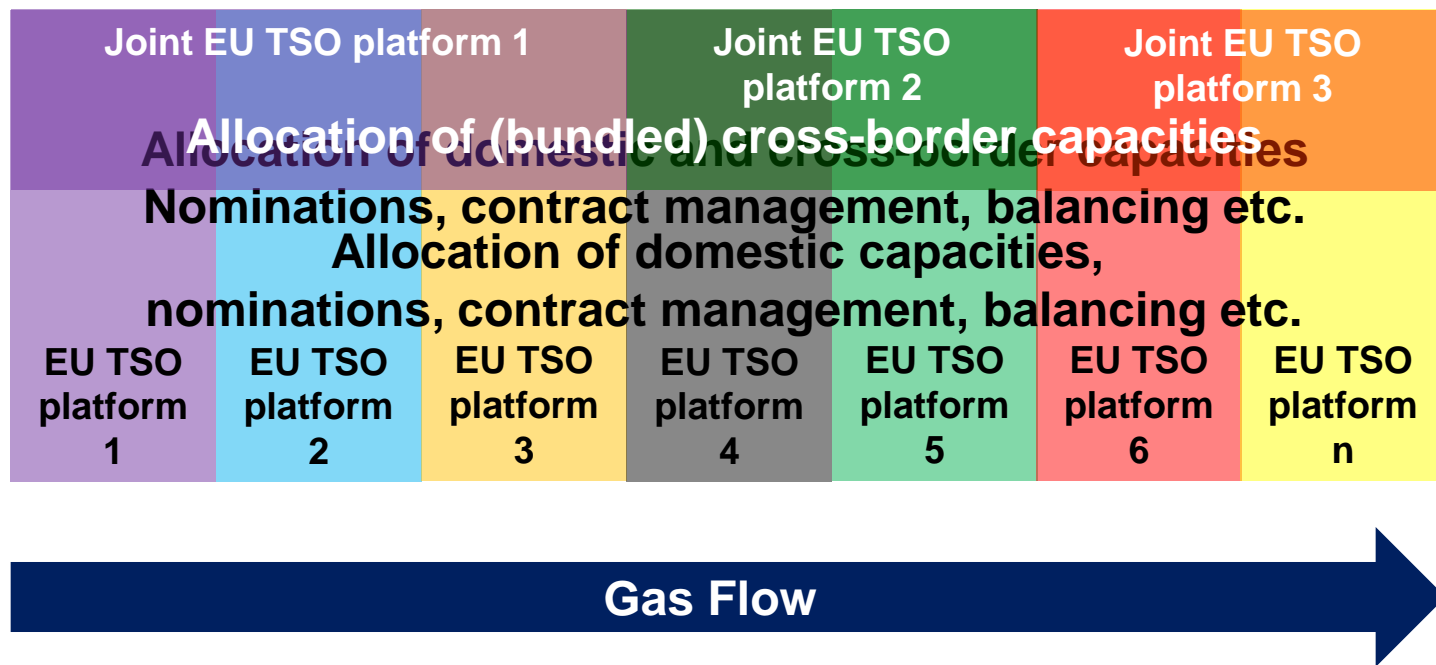 Joint EU TSO platform 1
Joint EU TSO
platform 2
Joint EU TSO
platform 3
Allocation of (bundled) cross-border capacities
Allocation of domestic and cross-border capacities
Nominations, contract management, balancing etc.
Allocation of domestic capacities,
nominations, contract management, balancing etc.
EU TSO
platform
1
EU TSO
platform
2
EU TSO
platform
3
EU TSO
platform
4
EU TSO
platform
5
EU TSO
platform
6
EU TSO
platform
n
Gas Flow